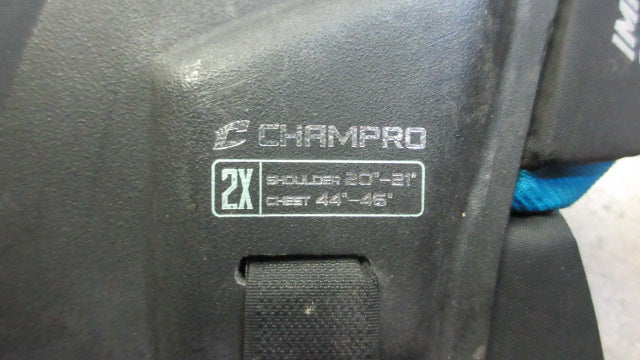 CHAMPRO
2X
SHOULDER 20"-21"
CHEST 44"-46"